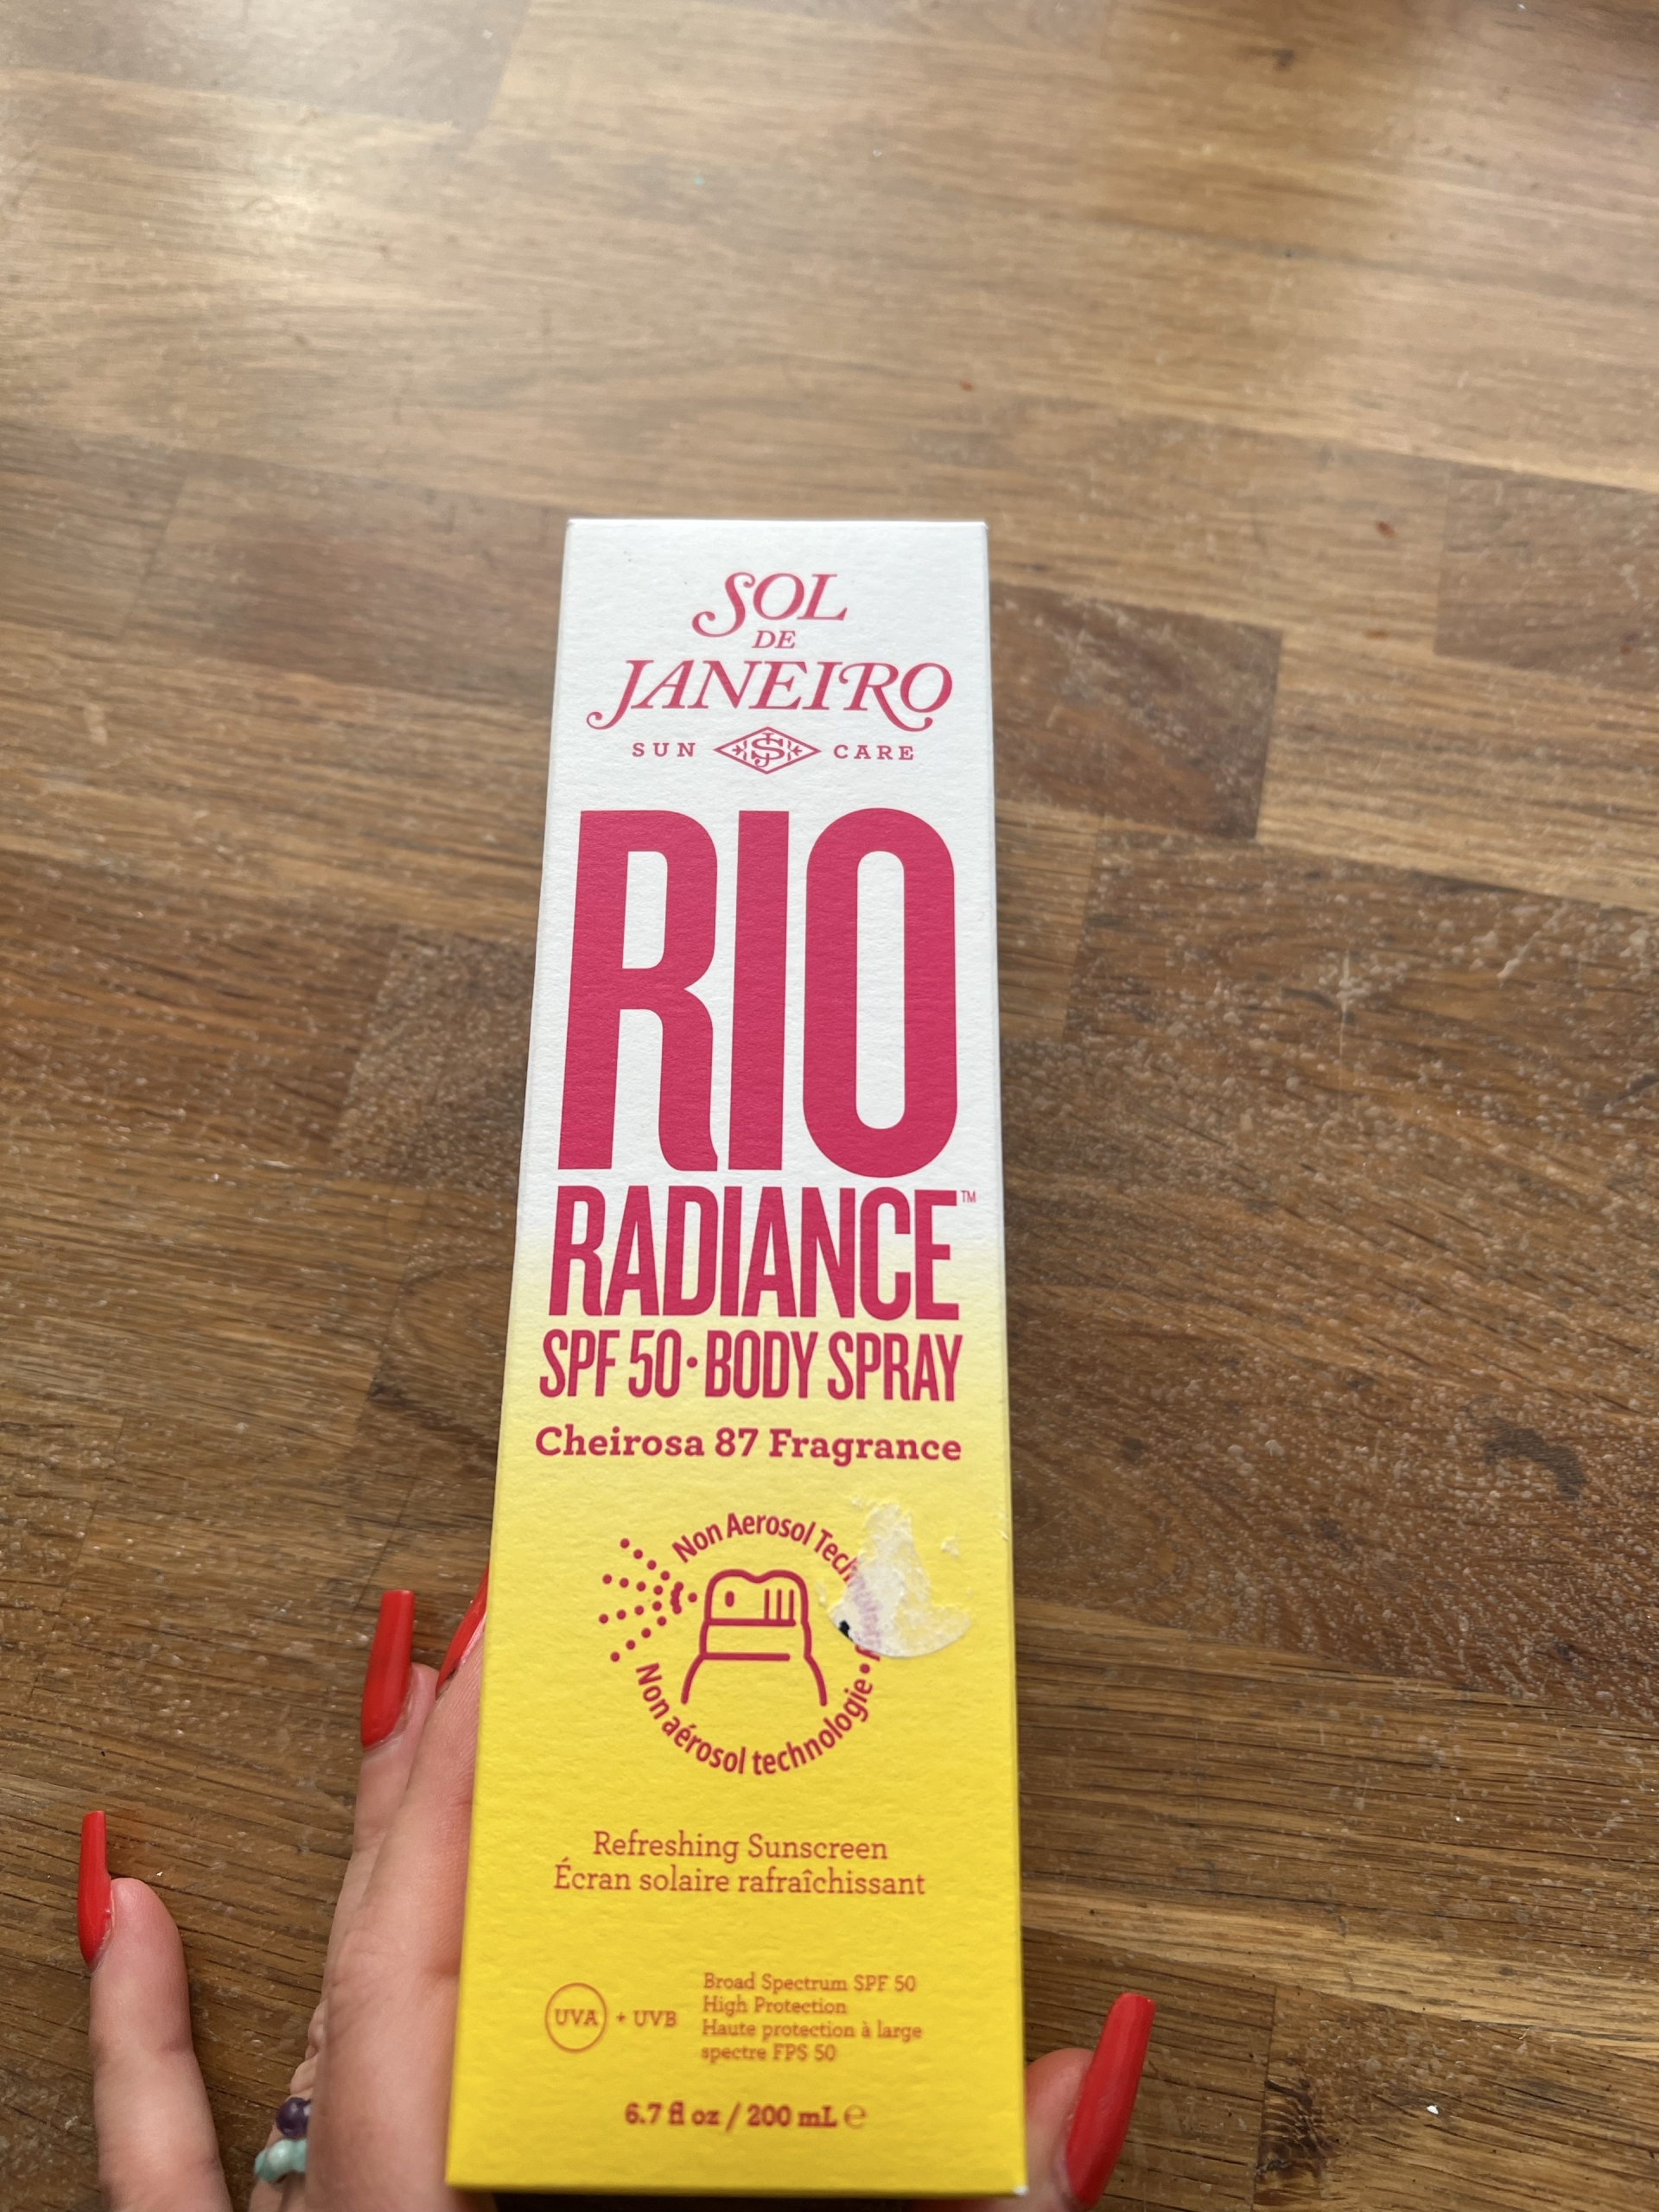 SOL
DE
JANEIRO
SUN CARE
RIO
RADIANCE™
SPF 50 · BODY SPRAY
Cheirosa 87 Fragrance
Non Aerosol
Non aérosol technologie •
Refreshing Sunscreen
Écran solaire rafraîchissant
UVA + UVB
Broad Spectrum SPF 50
High Protection
Haute protection à large
spectre FPS 50
6.7 fl oz / 200 mL ℮